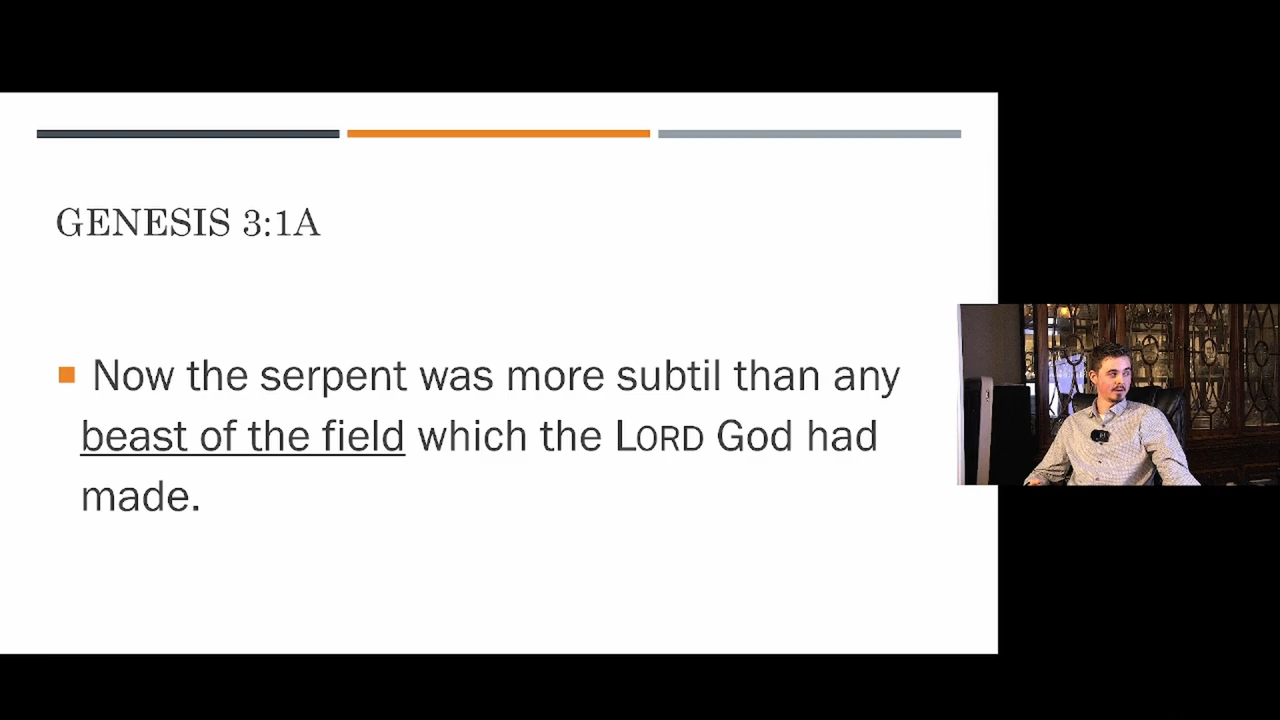 GENESIS 3:1A
Now the serpent was more subtil than any
beast of the field which the LORD God had
made.